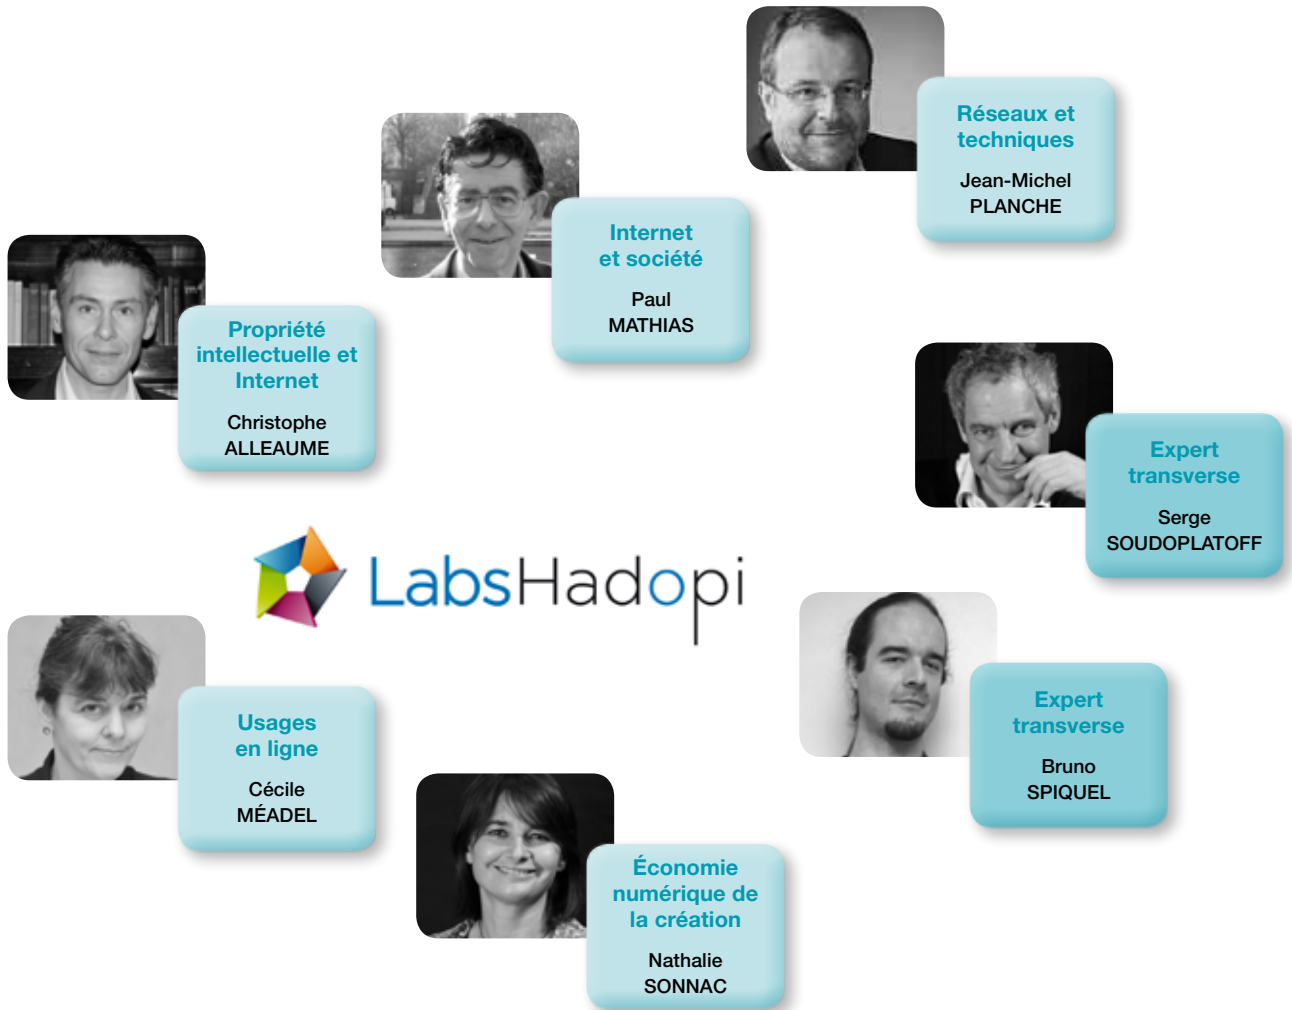 Réseaux et
techniques
Jean-Michel
PLANCHE
Internet
et société
Paul
MATHIAS
Propriété
intellectuelle et
Internet
Christophe
ALLEAUME
Expert
transverse
Serge
SOUDOPLATOFF
LabsHadopi
Expert
transverse
Bruno
SPIQUEL
Usages
en ligne
Cécile
MÉADEL
Économie
numérique de
la création
Nathalie
SONNAC